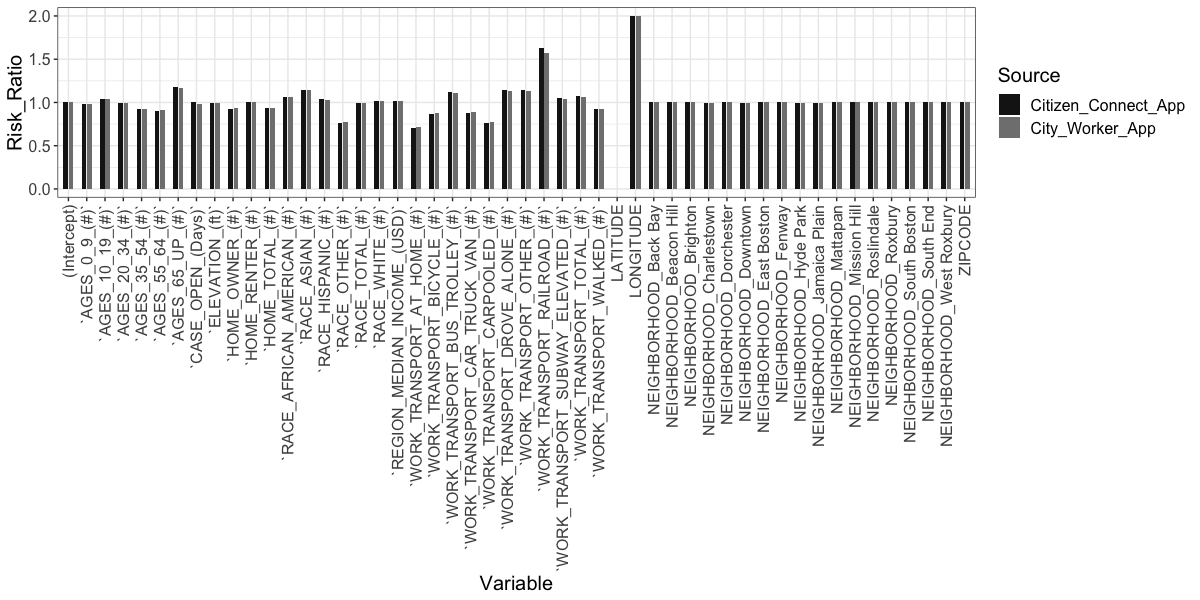 Risk_Ratio
2.0
1.5
1.0
0.5
0.0
(Intercept)
`AGES_0_9_(#)`
`AGES_10_19_(#)`
`AGES_20_34_(#)`
`AGES_35_54_(#)`
`AGES_55_64_(#)`
`AGES_65_UP_(#)`
`CASE_OPEN_(Days)`
`ELEVATION_(ft)`
`HOME_OWNER_(#)`
`HOME_RENTER_(#)`
`HOME_TOTAL_(#)`
`RACE_AFRICAN_AMERICAN_(#)`
`RACE_ASIAN_(#)`
`RACE_HISPANIC_(#)`
`RACE_OTHER_(#)`
`RACE_TOTAL_(#)`
`RACE_WHITE_(#)`
`REGION_MEDIAN_INCOME_(USD)`
`WORK_TRANSPORT_AT_HOME_(#)`
`WORK_TRANSPORT_BICYCLE_(#)`
`WORK_TRANSPORT_BUS_TROLLEY_(#)`
`WORK_TRANSPORT_CAR_TRUCK_VAN_(#)`
`WORK_TRANSPORT_CARPOOLED_(#)`
`WORK_TRANSPORT_DROVE_ALONE_(#)`
`WORK_TRANSPORT_OTHER_(#)`
`WORK_TRANSPORT_RAILROAD_(#)`
`WORK_TRANSPORT_SUBWAY_ELEVATED_(#)`
`WORK_TRANSPORT_TOTAL_(#)`
`WORK_TRANSPORT_WALKED_(#)`
LATITUDE
LONGITUDE
NEIGHBORHOOD_Back Bay
NEIGHBORHOOD_Beacon Hill
NEIGHBORHOOD_Brighton
NEIGHBORHOOD_Charlestown
NEIGHBORHOOD_Dorchester
NEIGHBORHOOD_Downtown
NEIGHBORHOOD_East Boston
NEIGHBORHOOD_Fenway
NEIGHBORHOOD_Hyde Park
NEIGHBORHOOD_Jamaica Plain
NEIGHBORHOOD_Mattapan
NEIGHBORHOOD_Mission Hill
NEIGHBORHOOD_Roslindale
NEIGHBORHOOD_Roxbury
NEIGHBORHOOD_South Boston
NEIGHBORHOOD_South End
NEIGHBORHOOD_West Roxbury
ZIPCODE
Variable
Source
Citizen_Connect_App
City_Worker_App